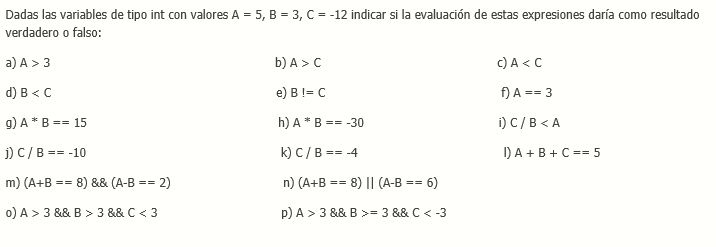 Dadas las variables de tipo int con valores A = 5, B = 3, C = -12 indicar si la evaluación de estas expresiones daría como resultado
verdadero o falso:
a) A > 3 b) A > C c) A < C
d) B < C e) B != C f) A == 3
g) A * B == 15 h) A * B == -30 i) C / B < A
j) C / B == -10 k) C / B == -4 l) A + B + C == 5
m) (A+B == 8) && (A-B == 2) n) (A+B == 8) || (A-B == 6)
o) A > 3 && B > 3 && C < 3 p) A > 3 && B >= 3 && C < -3